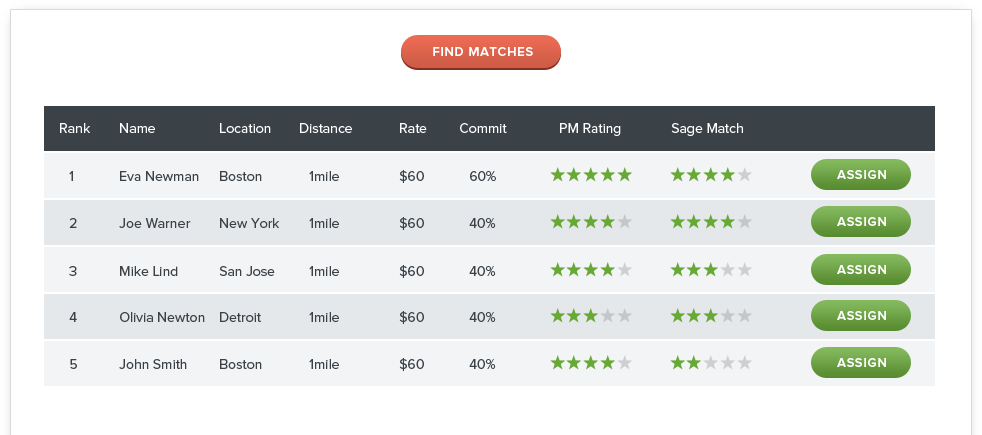 FIND MATCHES
Rank Name Location Distance Rate Commit PM Rating Sage Match
1 Eva Newman Boston 1mile $60 60% ASSIGN
2 Joe Warner New York 1mile $60 40% ASSIGN
3 Mike Lind San Jose 1mile $60 40% ASSIGN
4 Olivia Newton Detroit 1mile $60 40% ASSIGN
5 John Smith Boston 1mile $60 40% ASSIGN